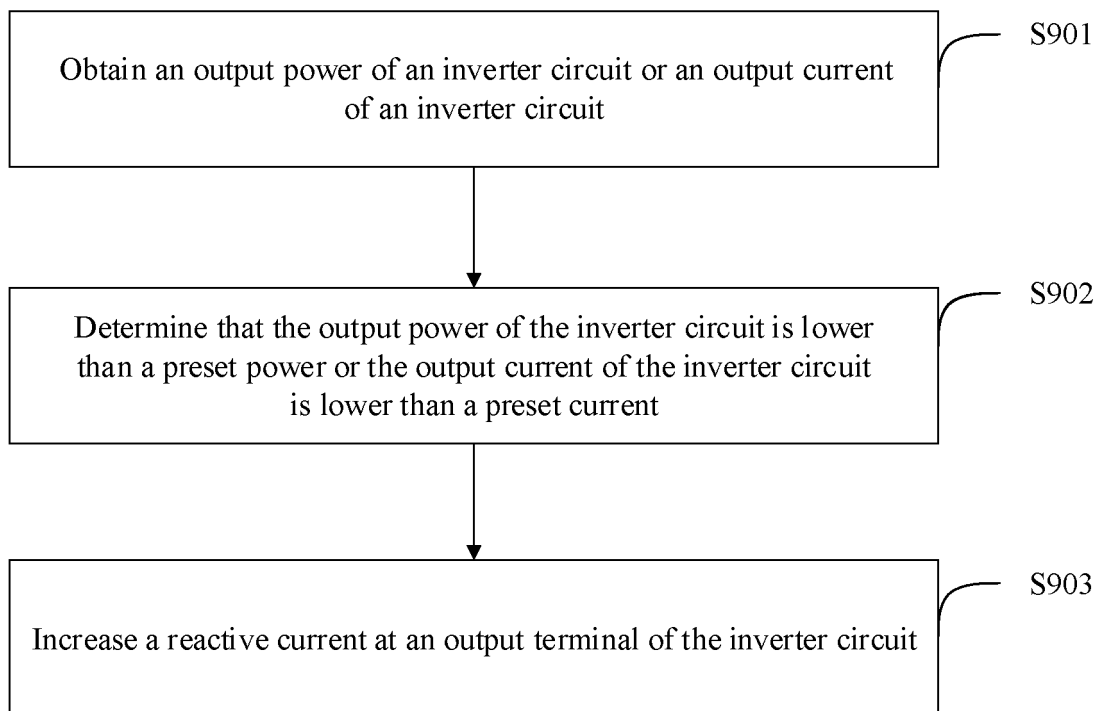 S901
Obtain an output power of an inverter circuit or an output current
of an inverter circuit
S902
Determine that the output power of the inverter circuit is lower
than a preset power or the output current of the inverter circuit
is lower than a preset current
S903
Increase a reactive current at an output terminal of the inverter circuit